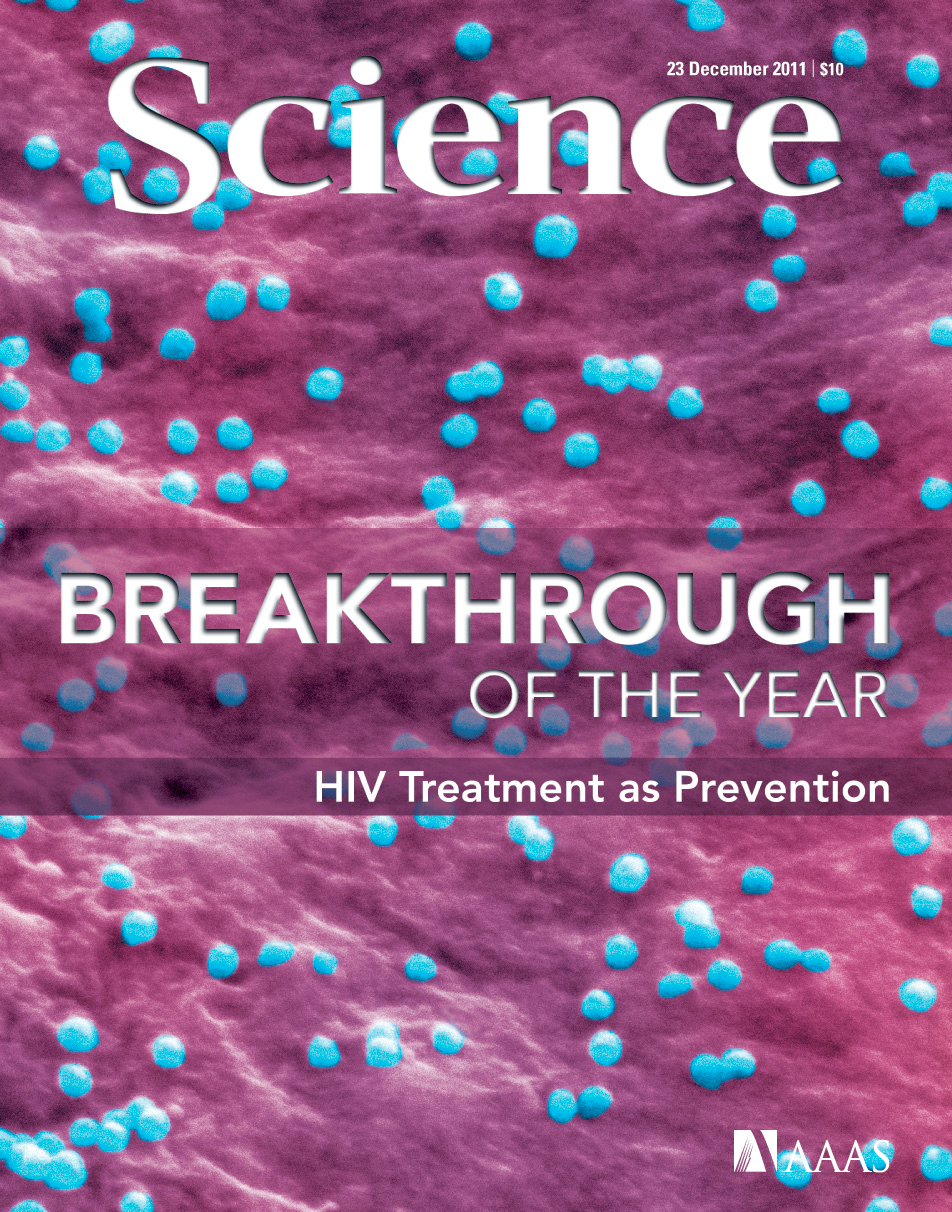 23 December 2011 | $10
Science
BREAKTHROUGH
OF THE YEAR
HIV Treatment as Prevention
AAAS